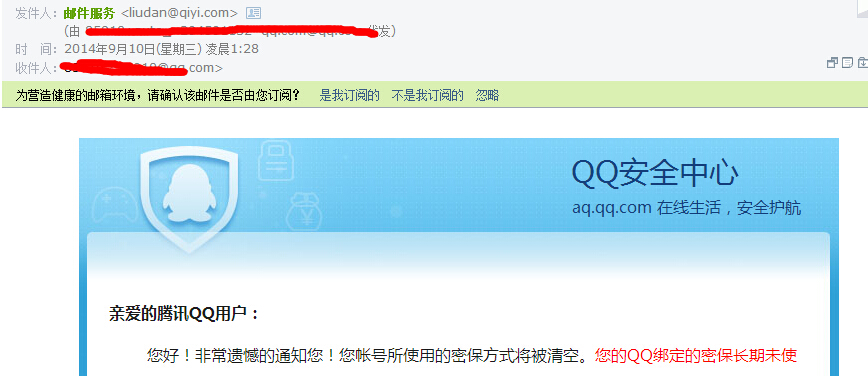 发件人：邮件服务 <liudan@qiyi.com>
(由 代发)
时 间：2014年9月10日(星期三) 凌晨1:28
收件人：
为营造健康的邮箱环境，请确认该邮件是否由您订阅？ 是我订阅的 不是我订阅的 忽略
QQ安全中心
aq.qq.com 在线生活，安全护航
亲爱的腾讯QQ用户：
您好！非常遗憾的通知您！您帐号所使用的密保方式将被清空。您的QQ绑定的密保长期未使